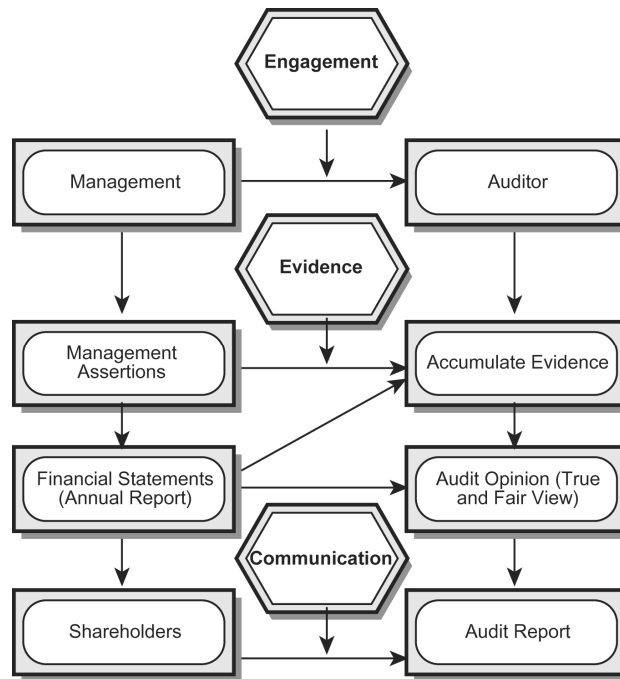 Engagement
Management
Auditor
Evidence
Management
Assertions
Accumulate Evidence
Financial Statements
(Annual Report)
Audit Opinion (True
and Fair View)
Communication
Shareholders
Audit Report